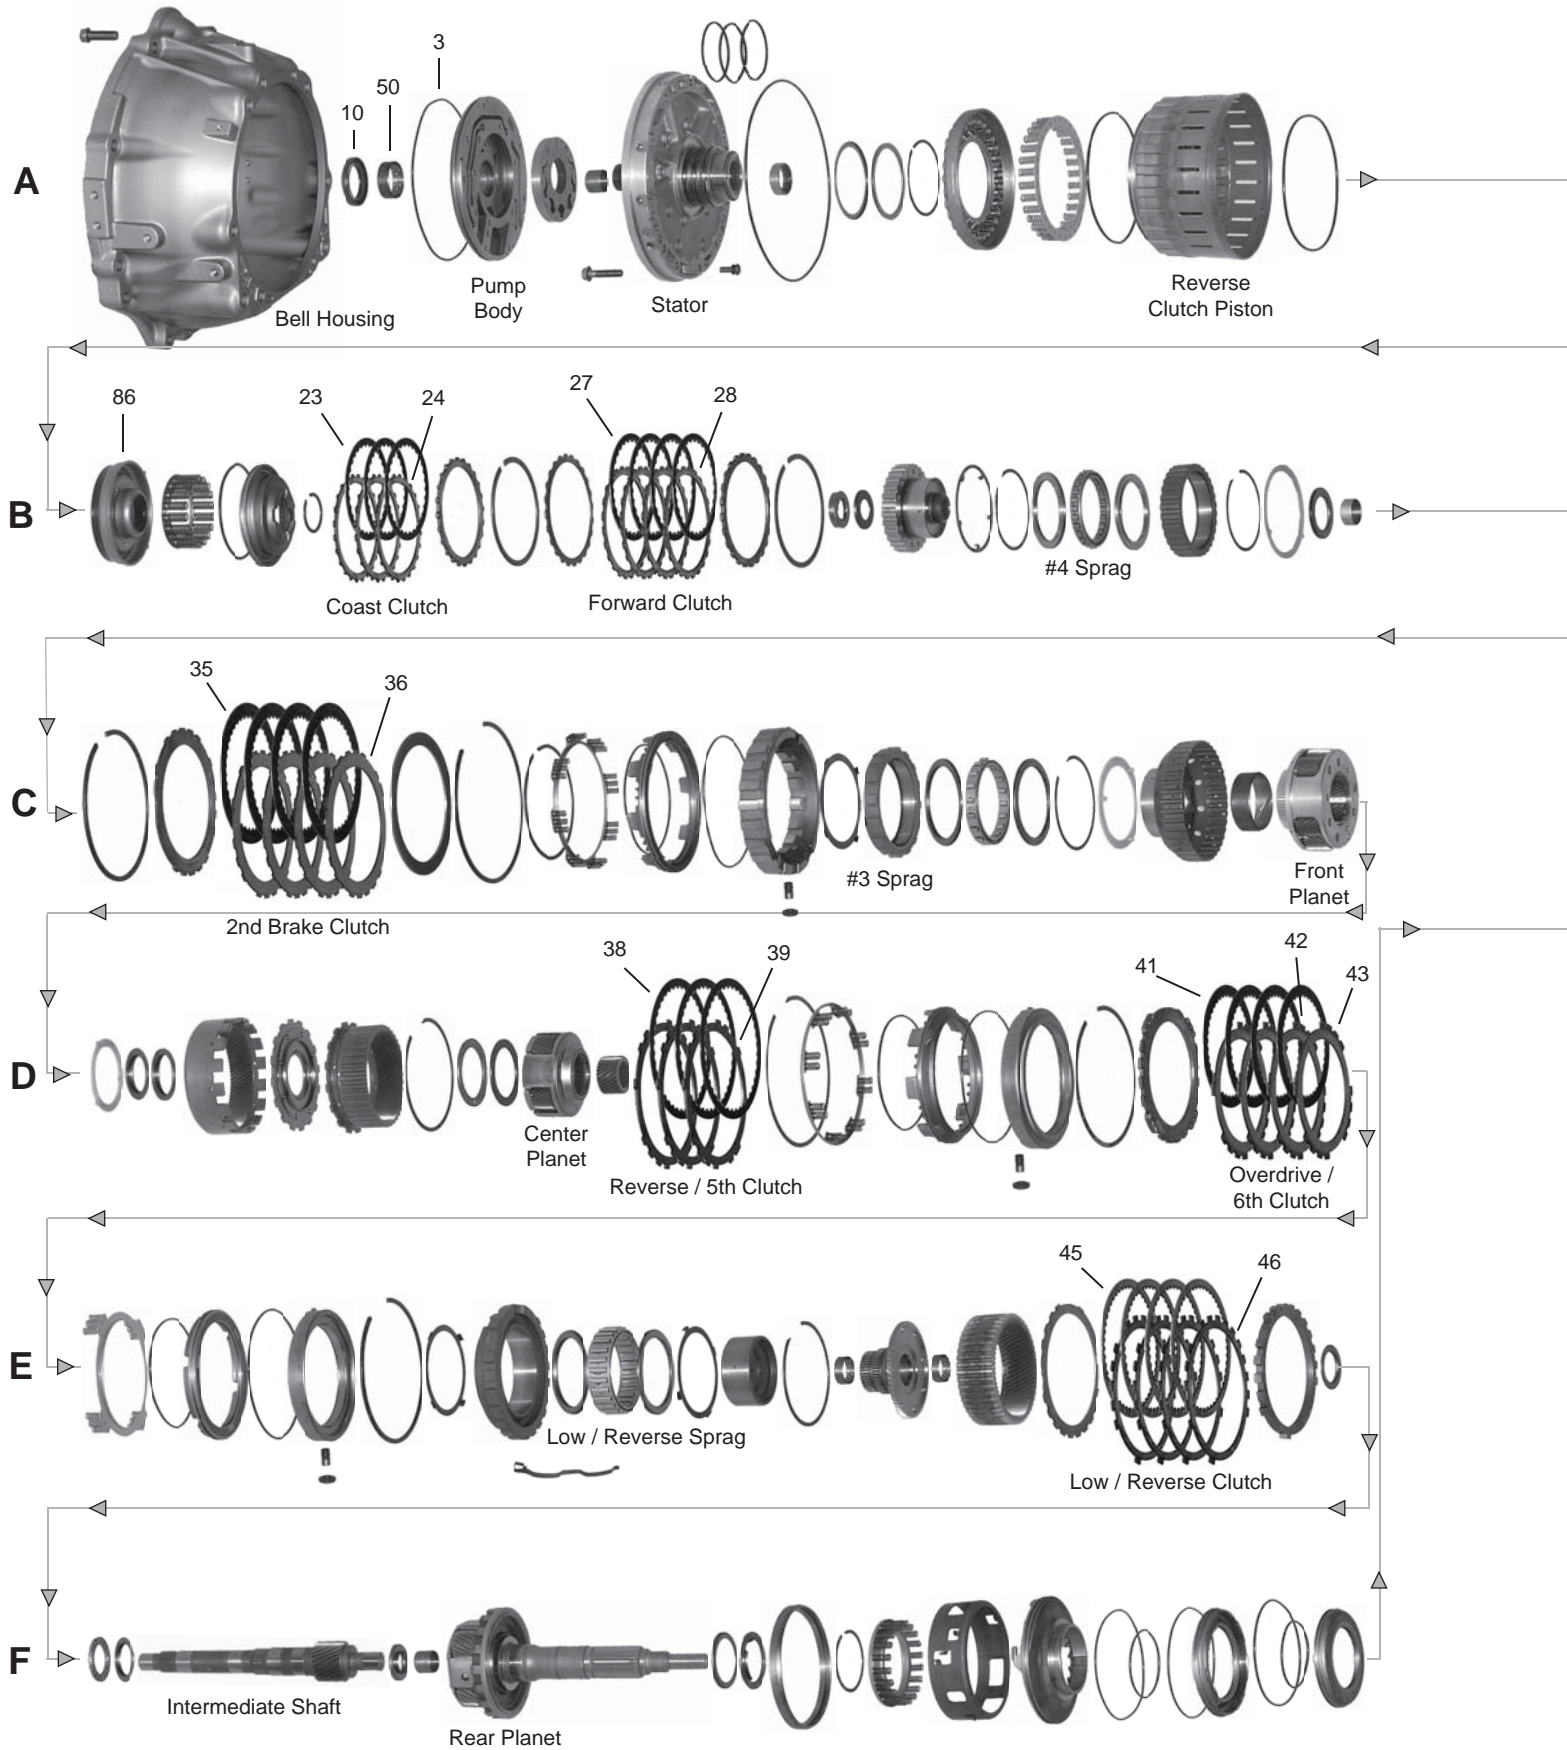 3
50
10
A
Bell Housing
Pump
Body
Stator
Reverse
Clutch Piston
86
23
24
27
28
B
#4 Sprag
Coast Clutch
Forward Clutch
35
36
C
#3 Sprag
Front
Planet
2nd Brake Clutch
38
39
41
42
43
D
Center
Planet
Reverse / 5th Clutch
Overdrive /
6th Clutch
45
46
E
Low / Reverse Sprag
Low / Reverse Clutch
F
Intermediate Shaft
Rear Planet